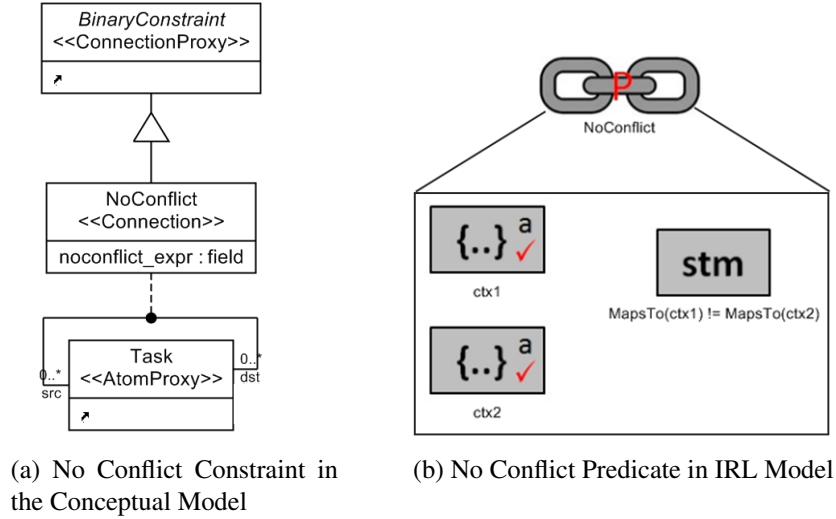 BinaryConstraint
<<ConnectionProxy>>
NoConflict
<<Connection>>
noconflict_expr : field
Task
<<AtomProxy>>
0..*
src
0..*
dst
(a) No Conflict Constraint in
the Conceptual Model
P
NoConflict
{..} a
ctx1
{..} a
ctx2
stm
MapsTo(ctx1) != MapsTo(ctx2)
(b) No Conflict Predicate in IRL Model